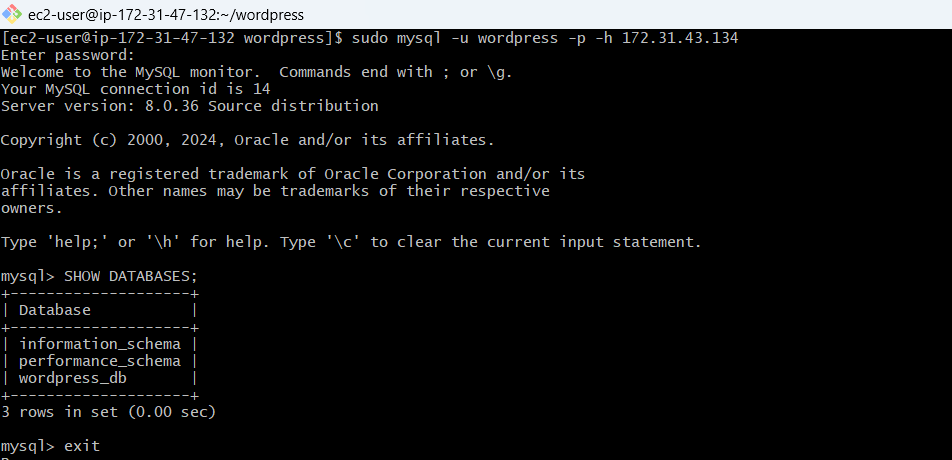 ec2-user@ip-172-31-47-132:~/wordpress
[ec2-user@ip-172-31-47-132 wordpress]$ sudo mysql -u wordpress -p -h 172.31.43.134
Enter password:
Welcome to the MySQL monitor.  Commands end with ; or \g.
Your MySQL connection id is 14
Server version: 8.0.36 Source distribution

Copyright (c) 2000, 2024, Oracle and/or its affiliates.

Oracle is a registered trademark of Oracle Corporation and/or its
affiliates. Other names may be trademarks of their respective
owners.

Type 'help;' or '\h' for help. Type '\c' to clear the current input statement.

mysql> SHOW DATABASES;
+--------------------+
| Database           |
+--------------------+
| information_schema |
| performance_schema |
| wordpress_db       |
+--------------------+
3 rows in set (0.00 sec)

mysql> exit